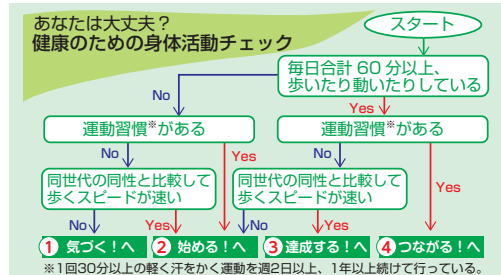 あなたは大丈夫？
健康のための身体活動チェック
スタート
毎日合計 60 分以上、
歩いたり動いたりしている
No
Yes
運動習慣※がある
運動習慣※がある
No
Yes
No
Yes
同世代の同性と比較して
歩くスピードが速い
同世代の同性と比較して
歩くスピードが速い
No
Yes
No
Yes
1 気づく！へ
2 始める！へ
3 達成する！へ
4 つながる！へ
※1回30分以上の軽く汗をかく運動を週2日以上、1年以上続けて行っている。